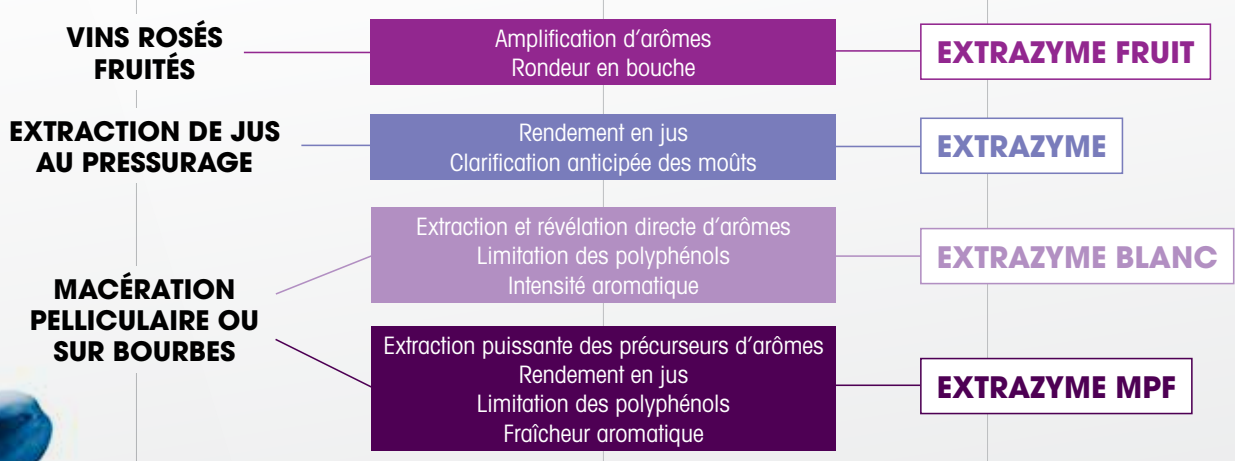 VINS ROSÉS
FRUITÉS
Amplification d'arômes
Rondeur en bouche
EXTRAZYME FRUIT
EXTRACTION DE JUS
AU PRESSURAGE
Rendement en jus
Clarification anticipée des moûts
EXTRAZYME
MACÉRATION
PELLICULAIRE OU
SUR BOURBES
Extraction et révélation directe d'arômes
Limitation des polyphénols
Intensité aromatique
EXTRAZYME BLANC
Extraction puissante des précurseurs d'arômes
Rendement en jus
Limitation des polyphénols
Fraîcheur aromatique
EXTRAZYME MPF